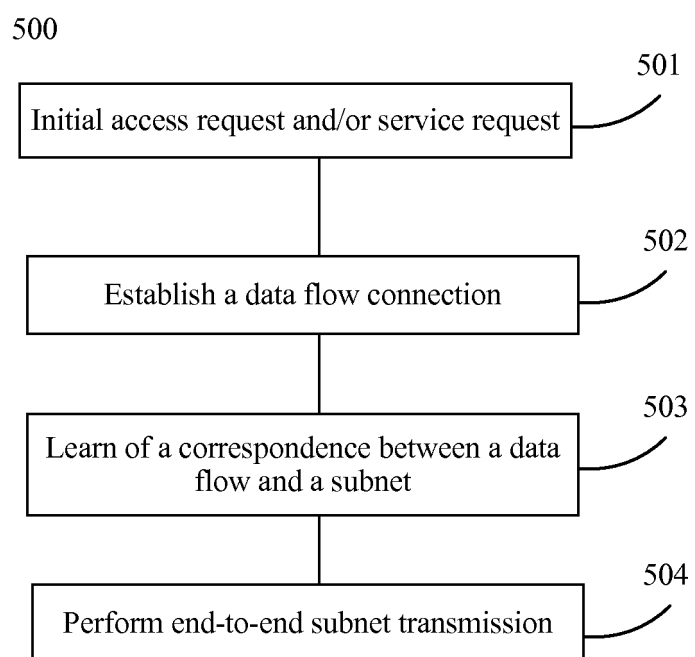 500
501
Initial access request and/or service request
502
Establish a data flow connection
503
Learn of a correspondence between a data
flow and a subnet
504
Perform end-to-end subnet transmission